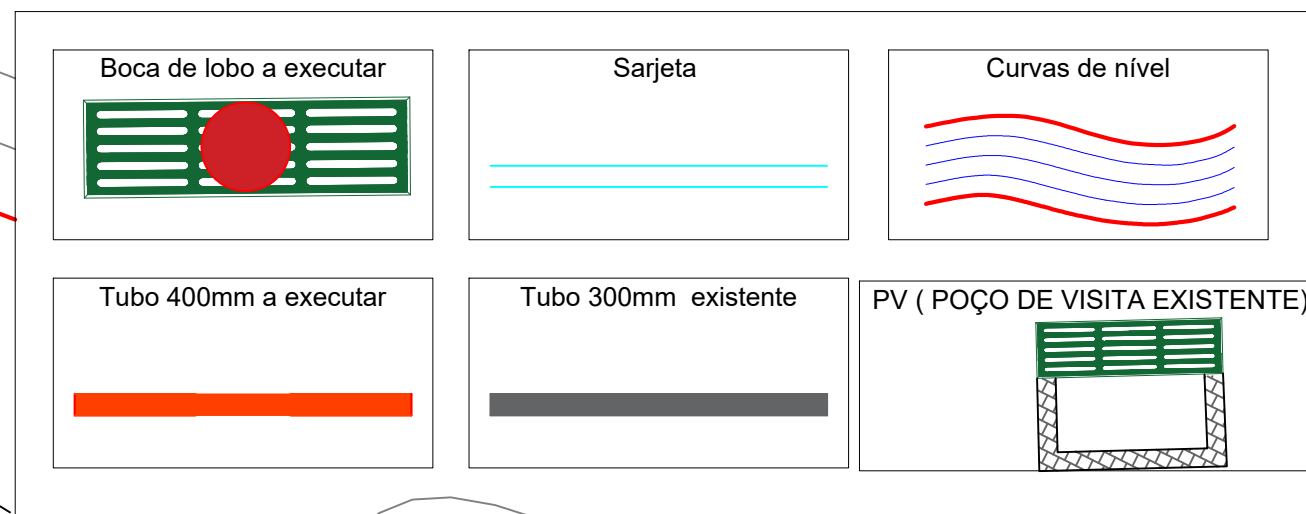 Boca de lobo a executar
Sarjeta
Curvas de nível
Tubo 400mm a executar
Tubo 300mm  existente
PV ( POÇO DE VISITA EXISTENTE)